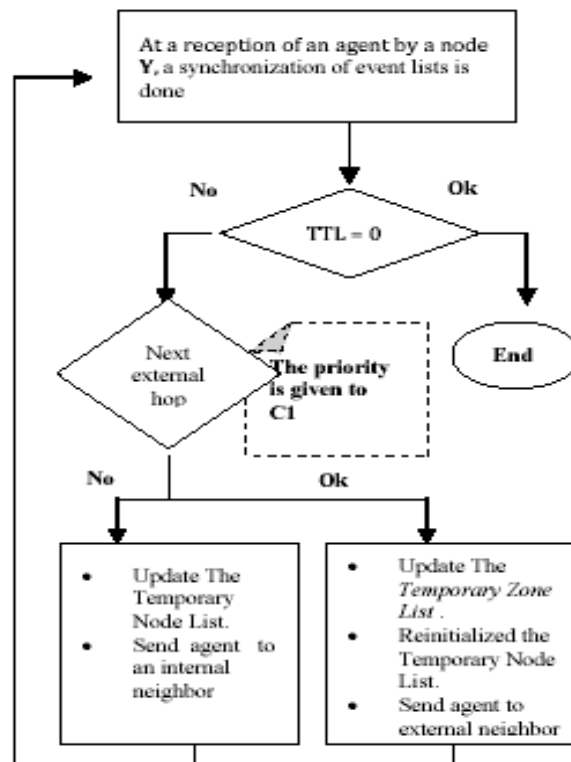 At a reception of an agent by a node
Y, a synchronization of event lists is
done
No
Ok
TTL = 0
Next
external
hop
The priority
is given to
C1
End
No
Ok
• Update The
Temporary
Node List.
• Send agent to
an internal
neighbor
• Update The
Temporary Zone
List .
• Reinitialized the
Temporary Node
List.
• Send agent to
external neighbor